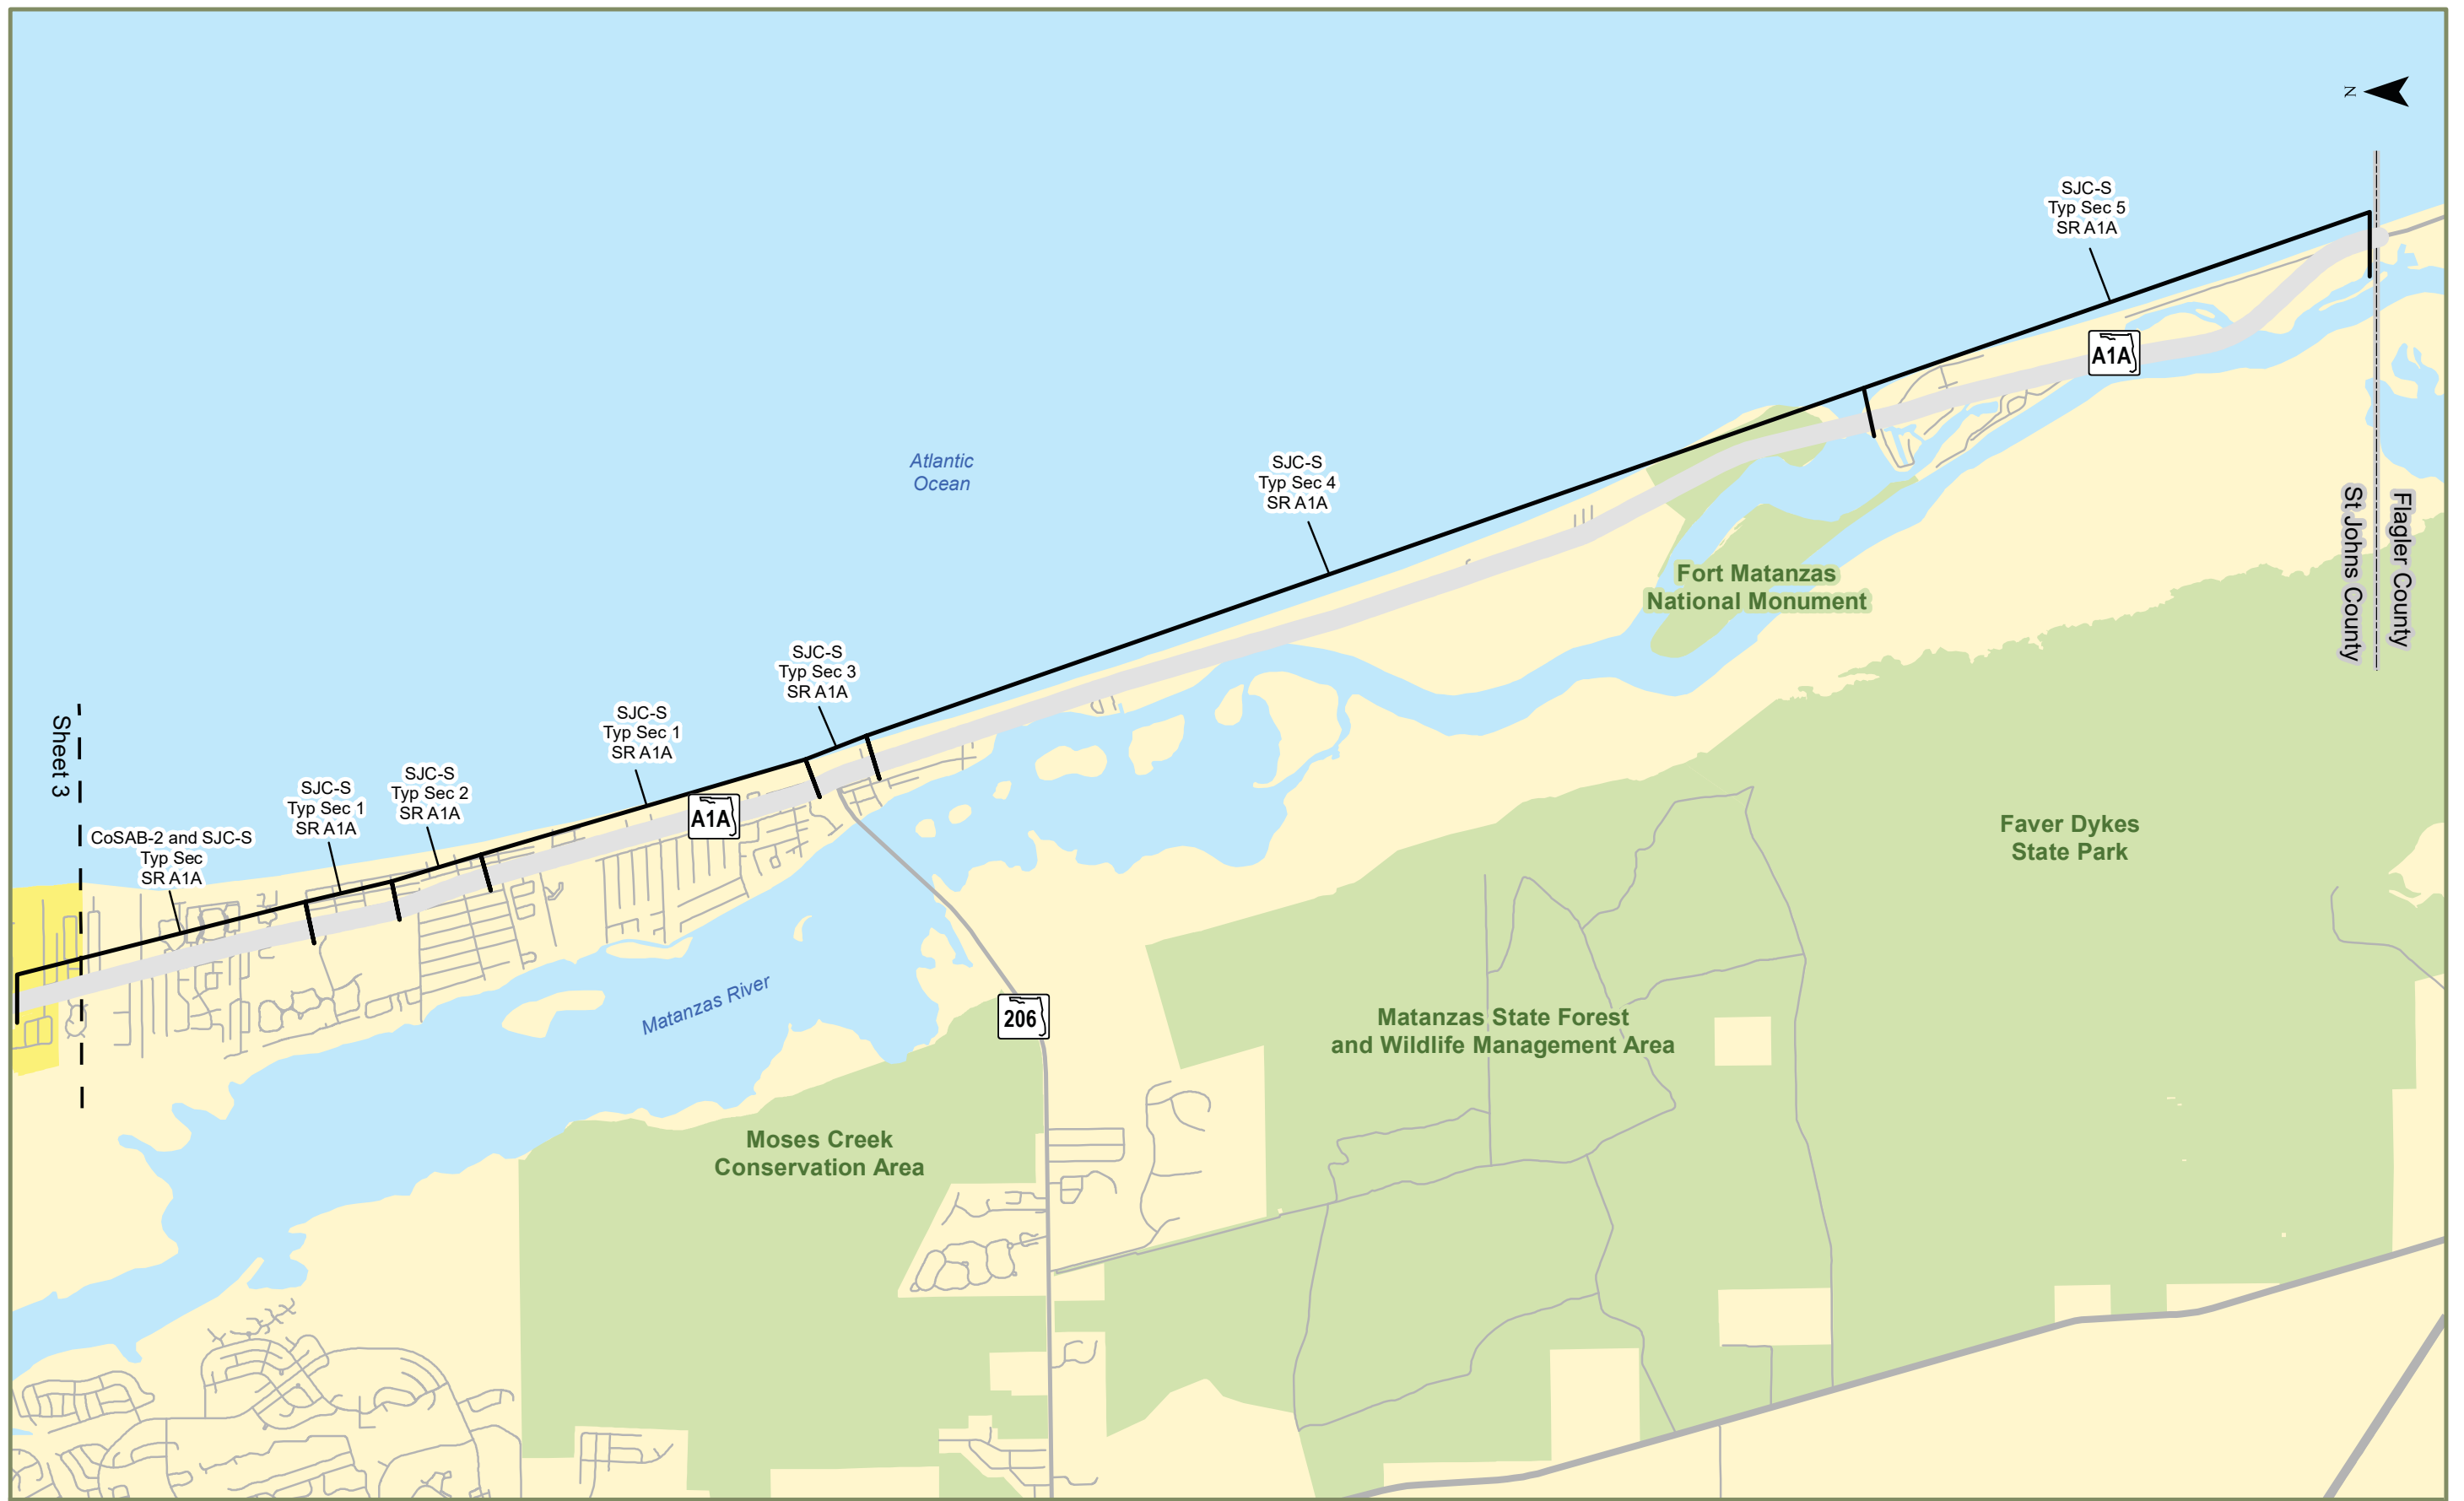 N
SJC-S
Typ Sec 5
SR A1A
A1A
Flagler County
St Johns County
Atlantic
Ocean
SJC-S
Typ Sec 4
SR A1A
Fort Matanzas
National Monument
SJC-S
Typ Sec 3
SR A1A
SJC-S
Typ Sec 1
SR A1A
A1A
SJC-S
Typ Sec 2
SR A1A
SJC-S
Typ Sec 1
SR A1A
CoSAB-2 and SJC-S
Typ Sec
SR A1A
Sheet 3
Faver Dykes
State Park
Matanzas River
206
Matanzas State Forest
and Wildlife Management Area
Moses Creek
Conservation Area